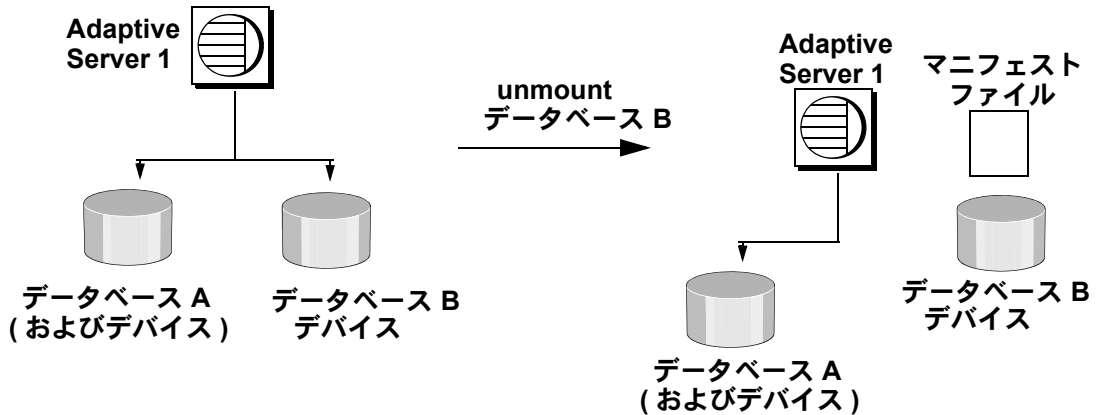 Adaptive
Server 1
unmount
データベース B
Adaptive
Server 1
マニフェスト
ファイル
データベース A
( およびデバイス )
データベース B
デバイス
データベース B
デバイス
データベース A
( およびデバイス )